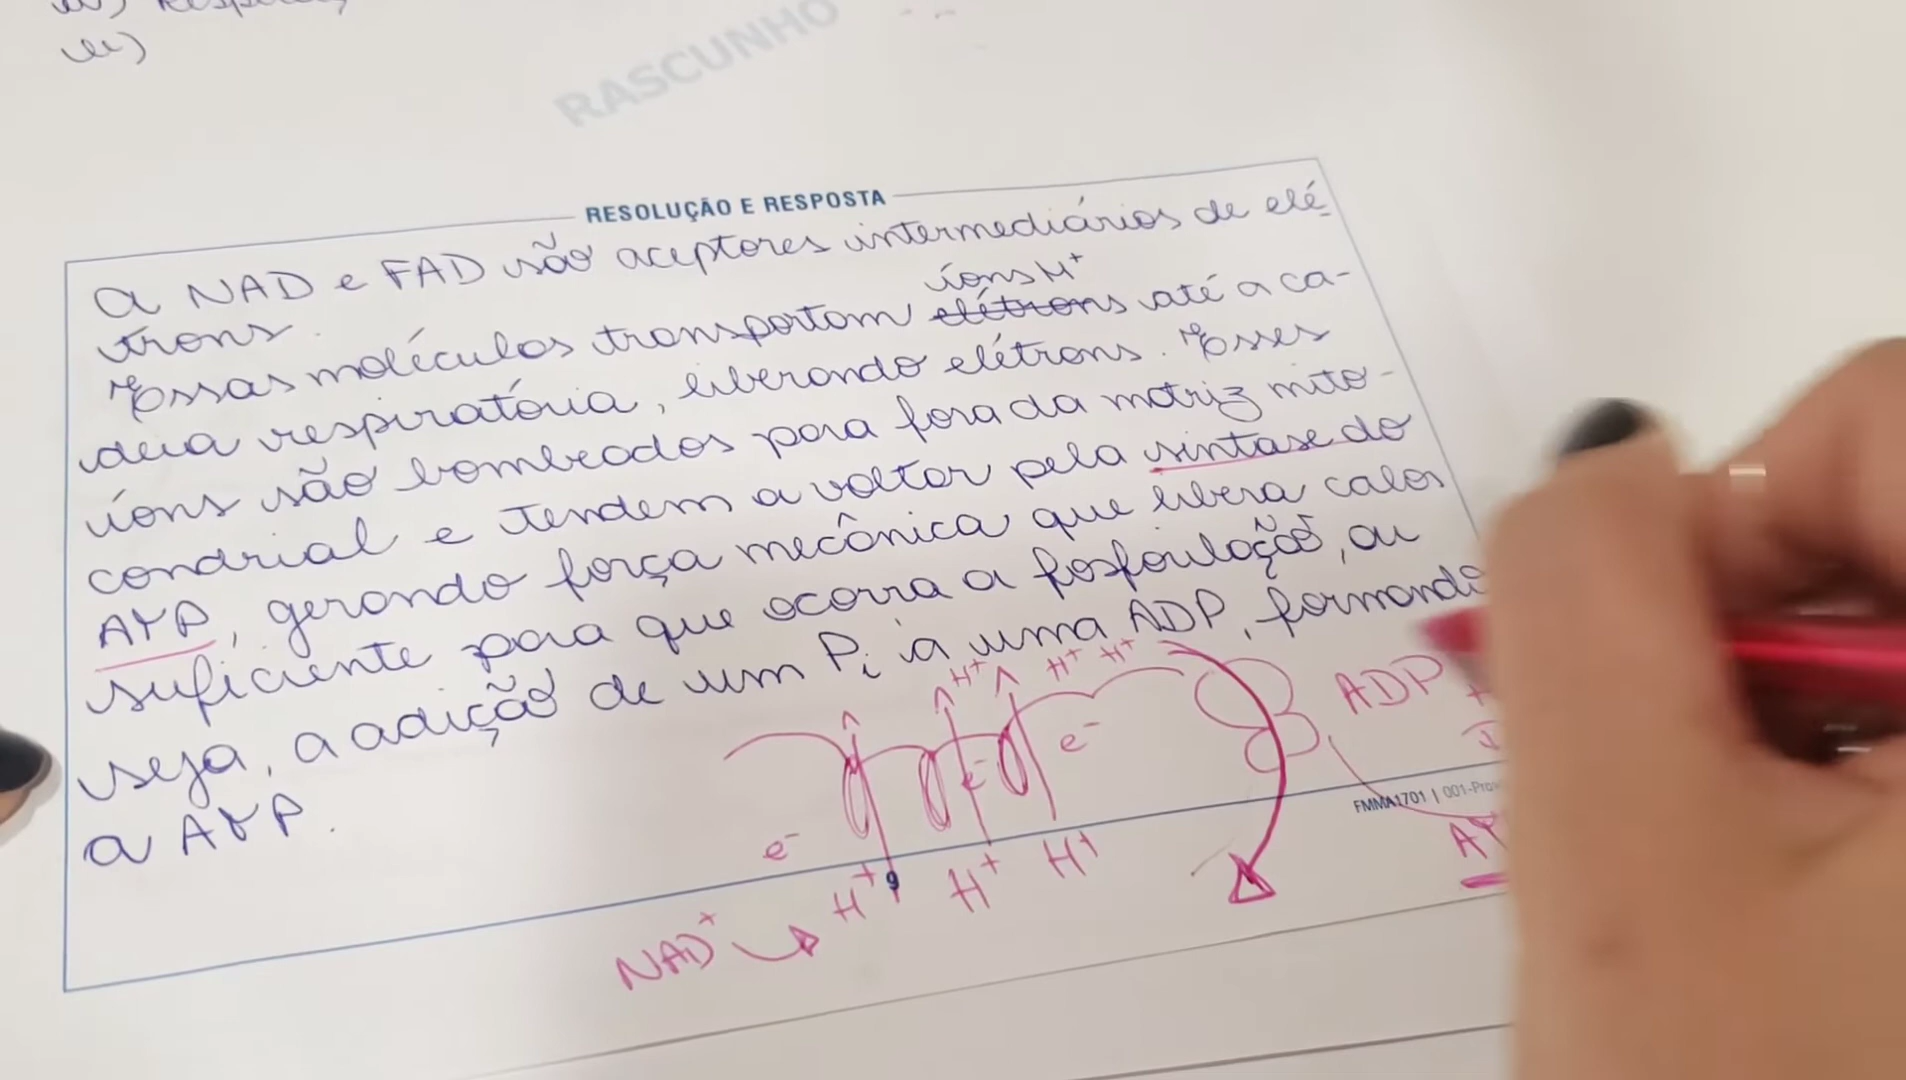 RASCUNHO
RESOLUÇÃO E RESPOSTA
a NAD e FAD são aceptores intermediários de elé-
trons.
íons H+
Essas moléculas transportam elétrons até a ca-
deia respiratória, liberando elétrons. Esses
íons são bombeados para fora da matriz mito-
condrial e tendem a voltar pela sintase do
ATP, gerando força mecânica que libera calor
suficiente para que ocorra a fosforilação, ou
seja, a adição de um Pi à uma ADP, formando
a ATP.
H+ H+ H+
ADP
e- e- e-
FMMA1701 | 001-Prov
H+ H+ H+
9
NAD+